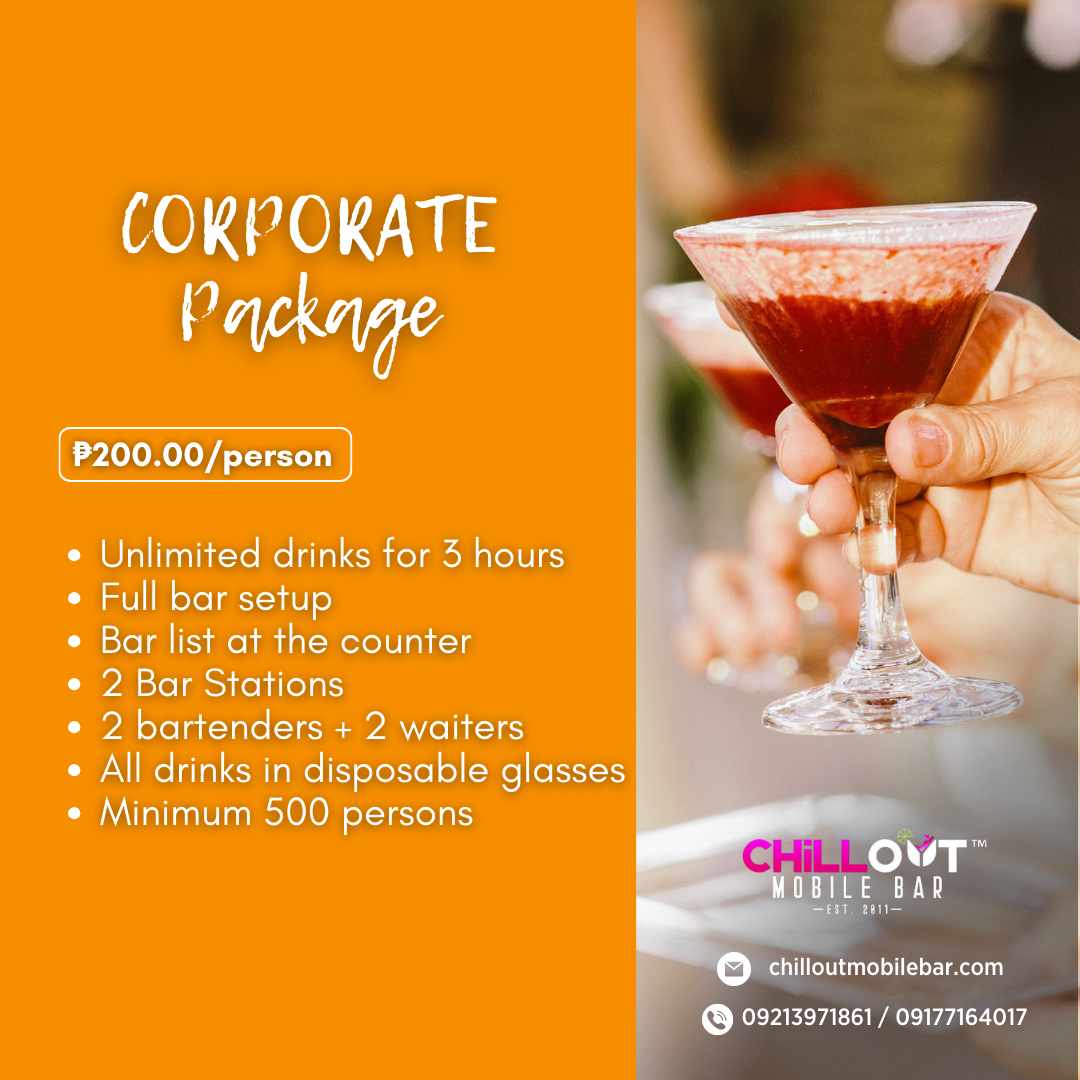 CORPORATE
Package
₱200.00/person
• Unlimited drinks for 3 hours
• Full bar setup
• Bar list at the counter
• 2 Bar Stations
• 2 bartenders + 2 waiters
• All drinks in disposable glasses
• Minimum 500 persons
CHiLLOUT™
MOBILE BAR
—EST. 2011—
chilloutmobilebar.com
09213971861 / 09177164017